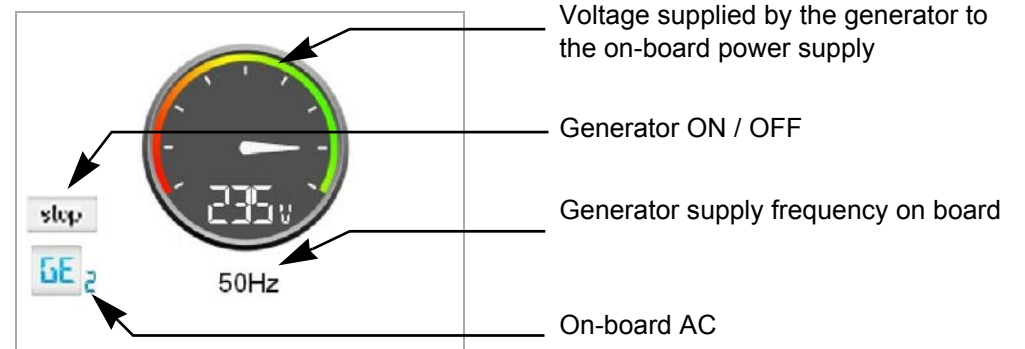 Voltage supplied by the generator to
the on-board power supply
Generator ON / OFF
235 V
stop
Generator supply frequency on board
GE 2
50Hz
On-board AC